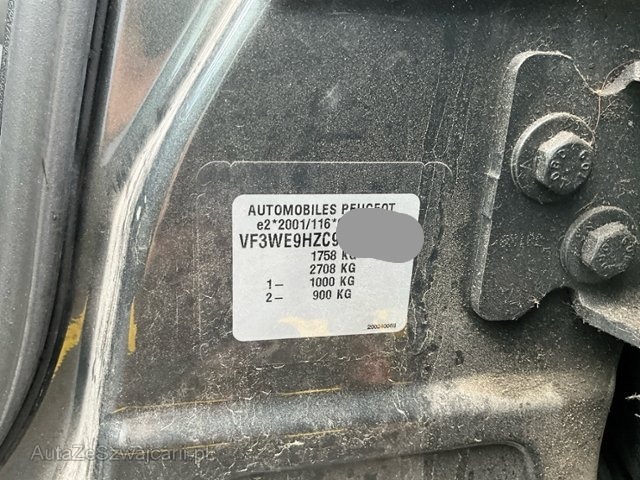 AUTOMOBILES PEUGEOT
e2*2001/116*
VF3WE9HZC9
1758 KG
2708 KG
1- 1000 KG
2- 900 KG
AutaZeSzwajcarii.pl